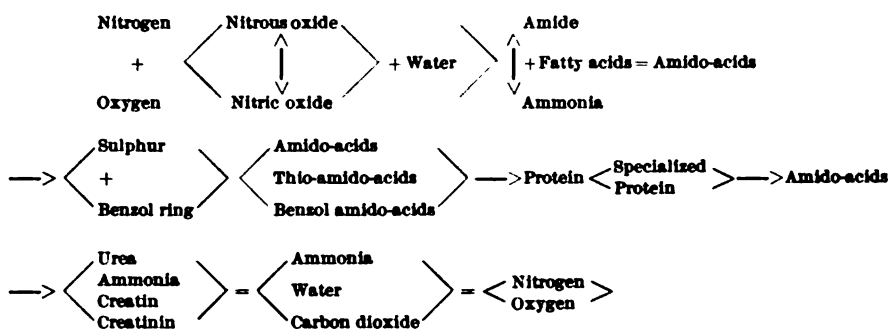 Nitrogen Nitrous oxide Amide
+ + Water + Fatty acids = Amido-acids
Oxygen Nitric oxide Ammonia
Sulphur Amido-acids
+ Thio-amido-acids Protein Specialized Protein Amido-acids
Benzol ring Benzol amido-acids
Urea Ammonia
Ammonia Water Nitrogen
Creatin = = Oxygen
Creatinin Carbon dioxide